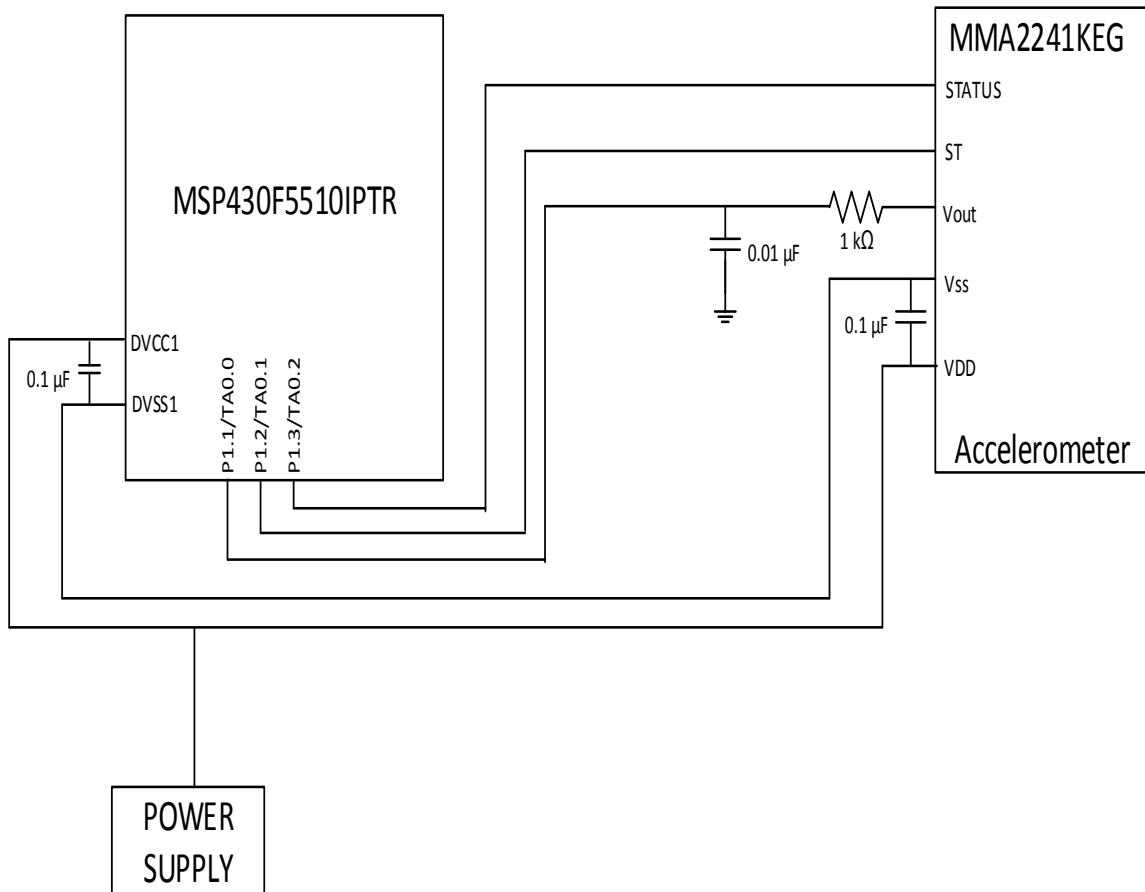 MSP430F5510IPTR
DVCC1
0.1 µF
DVSS1
P1.1/TA0.0
P1.2/TA0.1
P1.3/TA0.2
MMA2241KEG
STATUS
ST
Vout
1 kΩ
0.01 µF
Vss
0.1 µF
VDD
Accelerometer
POWER
SUPPLY